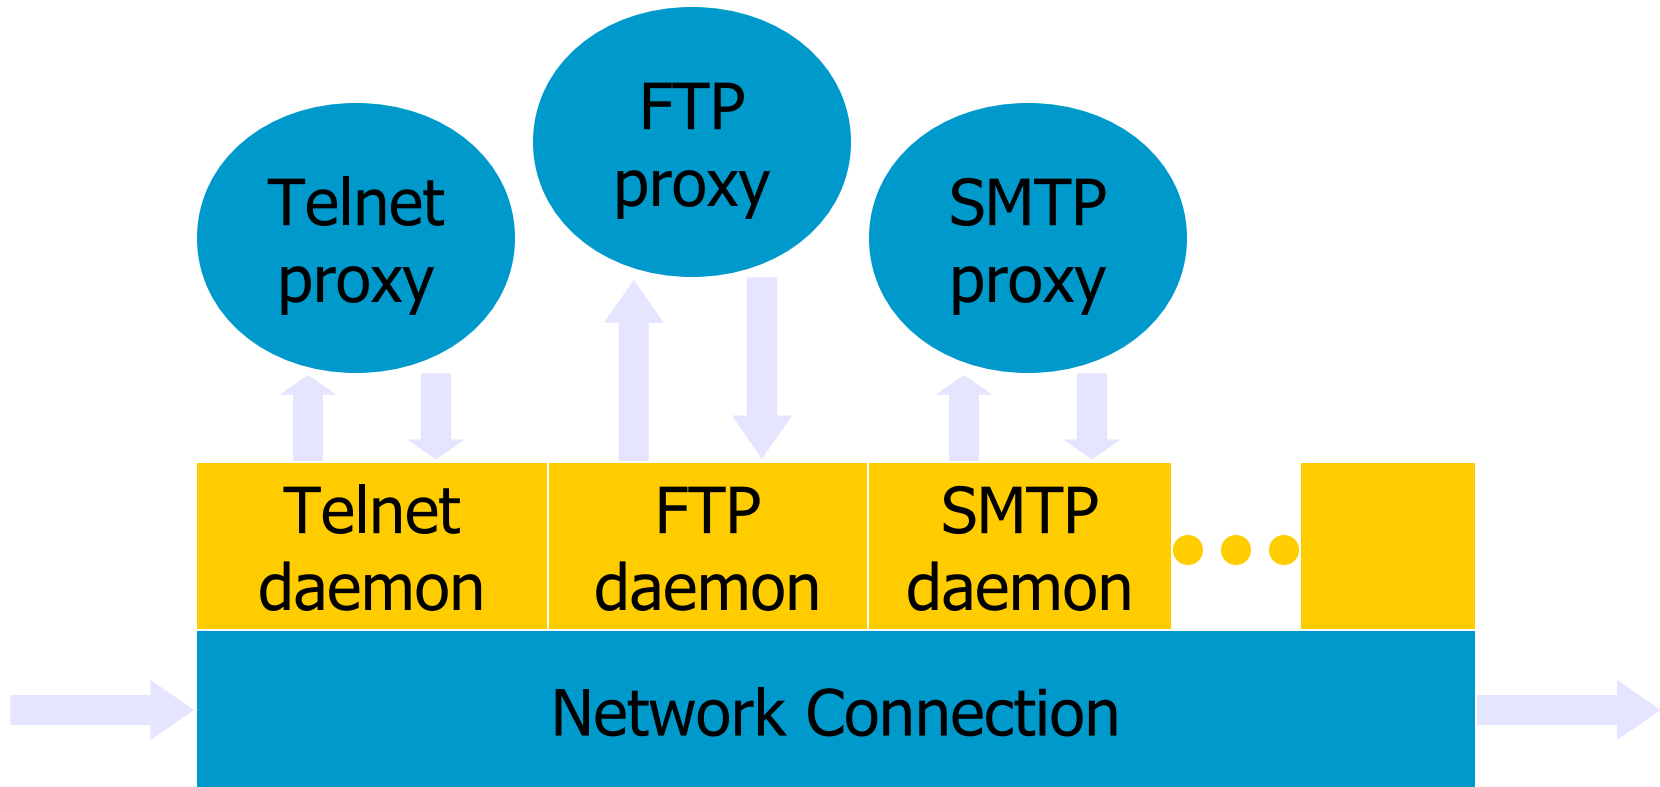 Telnet
proxy
FTP
proxy
SMTP
proxy
Telnet
daemon
FTP
daemon
SMTP
daemon
Network Connection